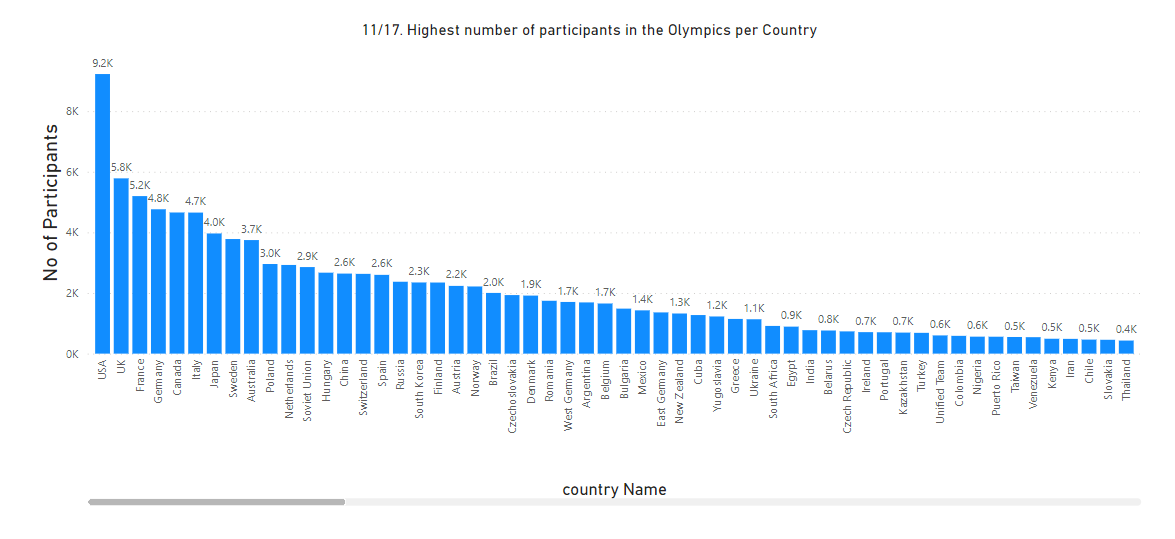 11/17. Highest number of participants in the Olympics per Country
No of Participants
8K
6K
4K
2K
0K
9.2K
5.8K
5.2K
4.8K
4.7K
4.0K
3.7K
3.0K
2.9K
2.6K
2.6K
2.3K
2.2K
2.0K
1.9K
1.7K
1.7K
1.4K
1.3K
1.2K
1.1K
0.9K
0.8K
0.7K
0.7K
0.6K
0.6K
0.5K
0.5K
0.5K
0.4K
USA
UK
France
Germany
Canada
Italy
Japan
Sweden
Australia
Poland
Netherlands
Soviet Union
Hungary
China
Switzerland
Spain
Russia
South Korea
Finland
Austria
Norway
Brazil
Czechoslovakia
Denmark
Romania
West Germany
Argentina
Belgium
Bulgaria
Mexico
East Germany
New Zealand
Cuba
Yugoslavia
Greece
Ukraine
South Africa
Egypt
India
Belarus
Czech Republic
Ireland
Portugal
Kazakhstan
Turkey
Unified Team
Colombia
Nigeria
Puerto Rico
Taiwan
Venezuela
Kenya
Iran
Chile
Slovakia
Thailand
country Name